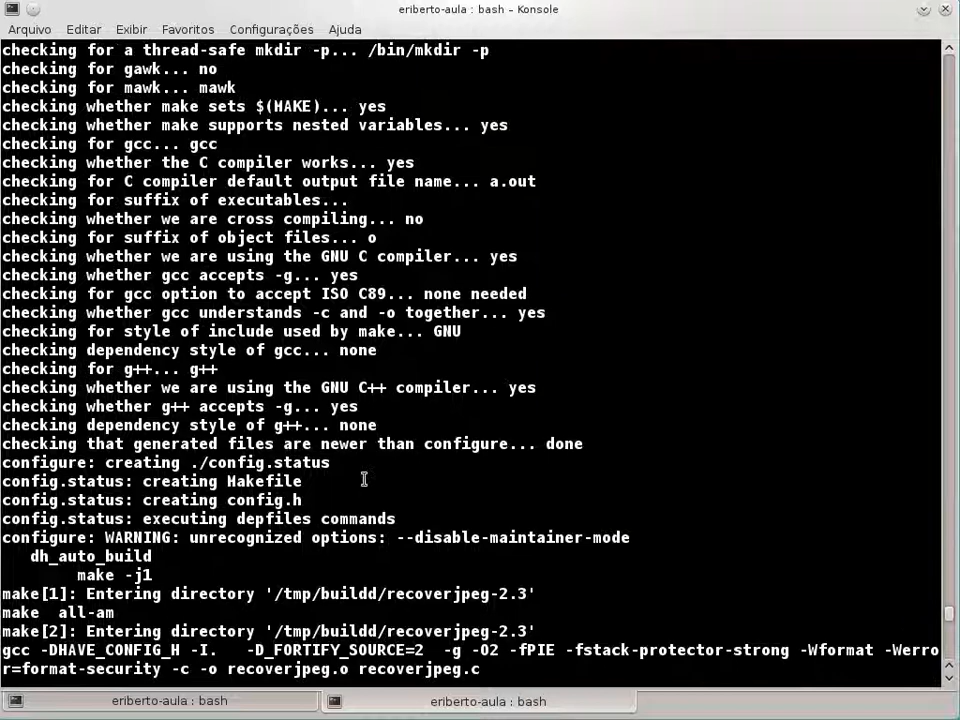 eriberto-aula : bash – Konsole
Arquivo Editar Exibir Favoritos Configurações Ajuda
checking for a thread-safe mkdir -p... /bin/mkdir -p
checking for gawk... no
checking for mawk... mawk
checking whether make sets $(MAKE)... yes
checking whether make supports nested variables... yes
checking for gcc... gcc
checking whether the C compiler works... yes
checking for C compiler default output file name... a.out
checking for suffix of executables...
checking whether we are cross compiling... no
checking for suffix of object files... o
checking whether we are using the GNU C compiler... yes
checking whether gcc accepts -g... yes
checking for gcc option to accept ISO C89... none needed
checking whether gcc understands -c and -o together... yes
checking for style of include used by make... GNU
checking dependency style of gcc... none
checking for g++... g++
checking whether we are using the GNU C++ compiler... yes
checking whether g++ accepts -g... yes
checking dependency style of g++... none
checking that generated files are newer than configure... done
configure: creating ./config.status
config.status: creating Makefile
config.status: creating config.h
config.status: executing depfiles commands
configure: WARNING: unrecognized options: --disable-maintainer-mode
   dh_auto_build
        make -j1
make[1]: Entering directory '/tmp/buildd/recoverjpeg-2.3'
make  all-am
make[2]: Entering directory '/tmp/buildd/recoverjpeg-2.3'
gcc -DHAVE_CONFIG_H -I.   -D_FORTIFY_SOURCE=2  -g -O2 -fPIE -fstack-protector-strong -Wformat -Werro
r=format-security -c -o recoverjpeg.o recoverjpeg.c
eriberto-aula : bash eriberto-aula : bash